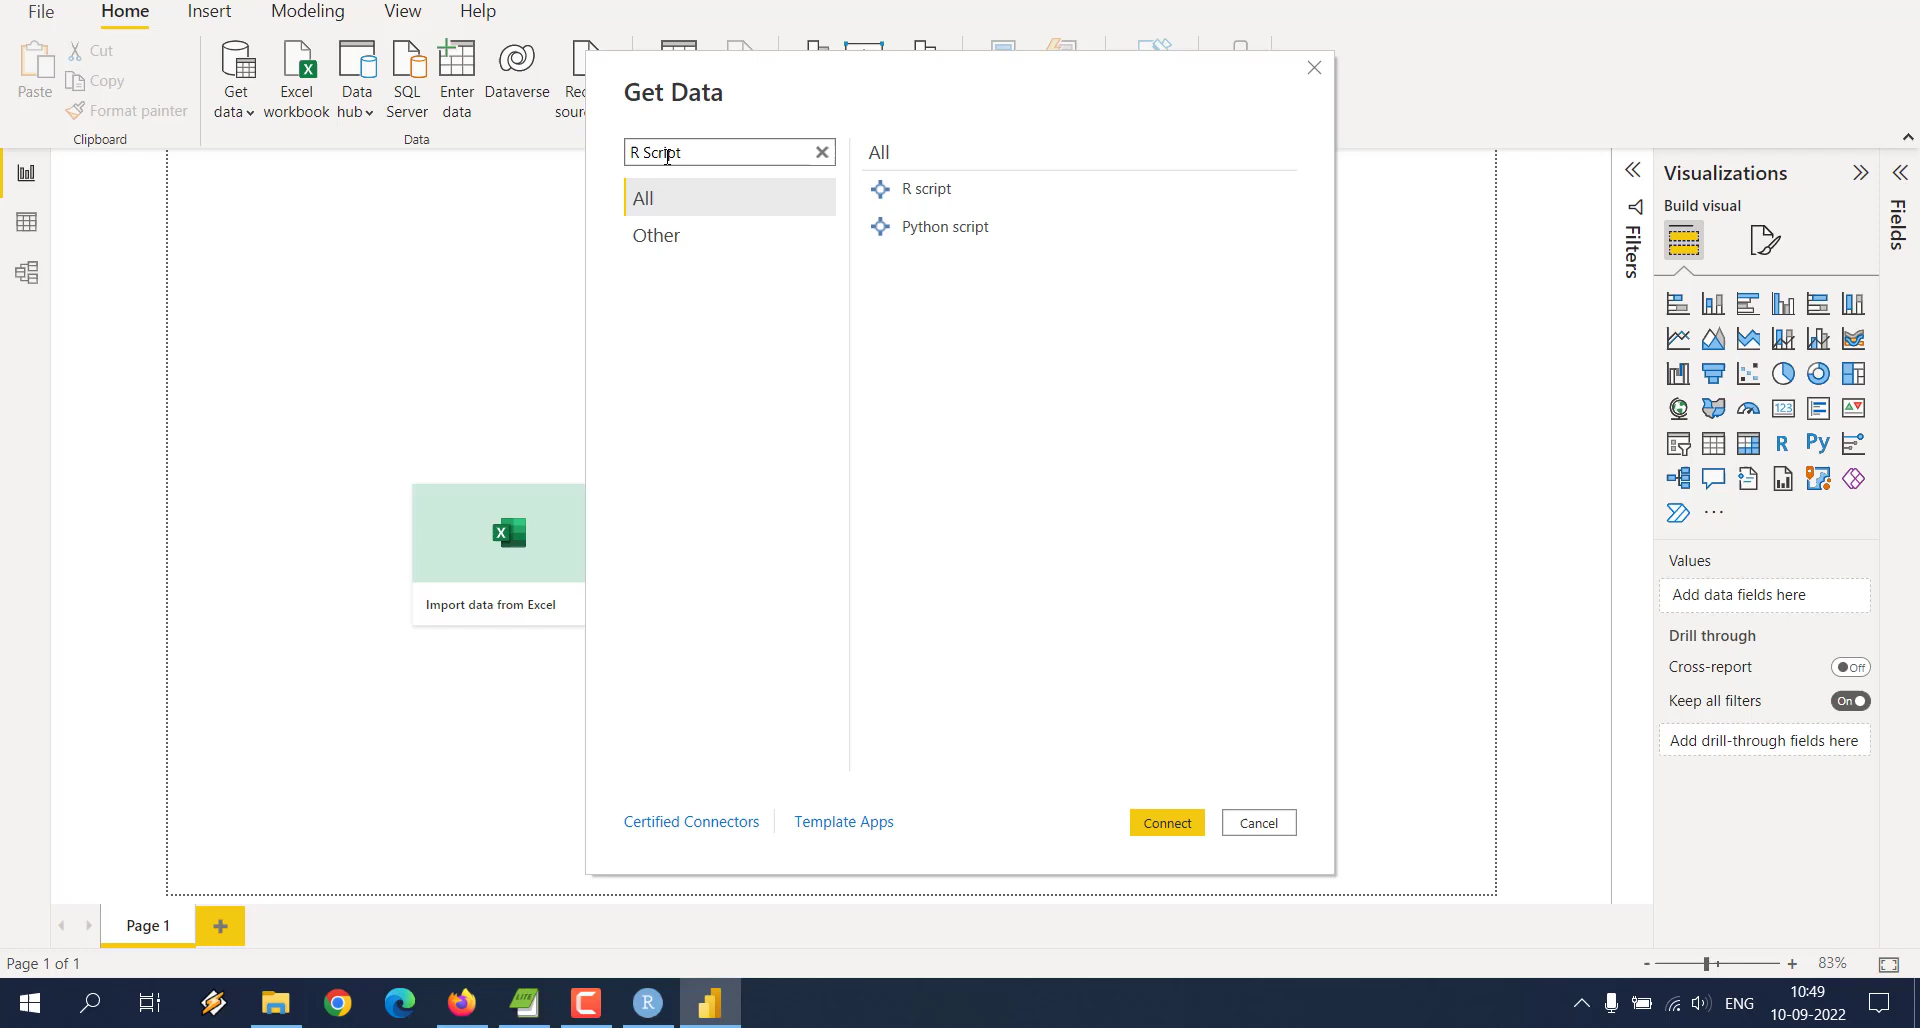 File Home Insert Modeling View Help
Paste
Cut
Copy
Format painter
Clipboard
Get data
Excel workbook
Data hub
SQL Server
Enter data
Dataverse
Data
Get Data
R Script
All
Other
All
R script
Python script
Certified Connectors
Template Apps
Connect
Cancel
Import data from Excel
Filters
Visualizations
Build visual
R
Py
123
Values
Add data fields here
Drill through
Cross-report
Off
Keep all filters
On
Add drill-through fields here
Fields
Page 1
Page 1 of 1
83%
LITE
R
ENG
10:49
10-09-2022